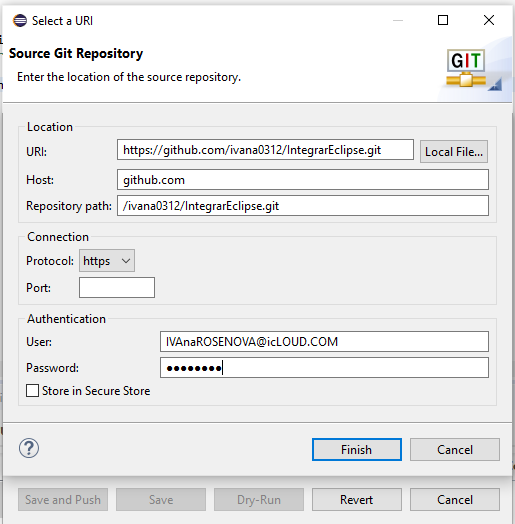 Select a URI
Source Git Repository
Enter the location of the source repository.
GIT
Location
URI: https://github.com/ivana0312/IntegrarEclipse.git Local File...
Host: github.com
Repository path: /ivana0312/IntegrarEclipse.git
Connection
Protocol: https
Port:
Authentication
User: IVAnaROSENOVA@icLOUD.COM
Password: ●●●●●●●●
Store in Secure Store
Finish Cancel
Save and Push Save Dry-Run Revert Cancel